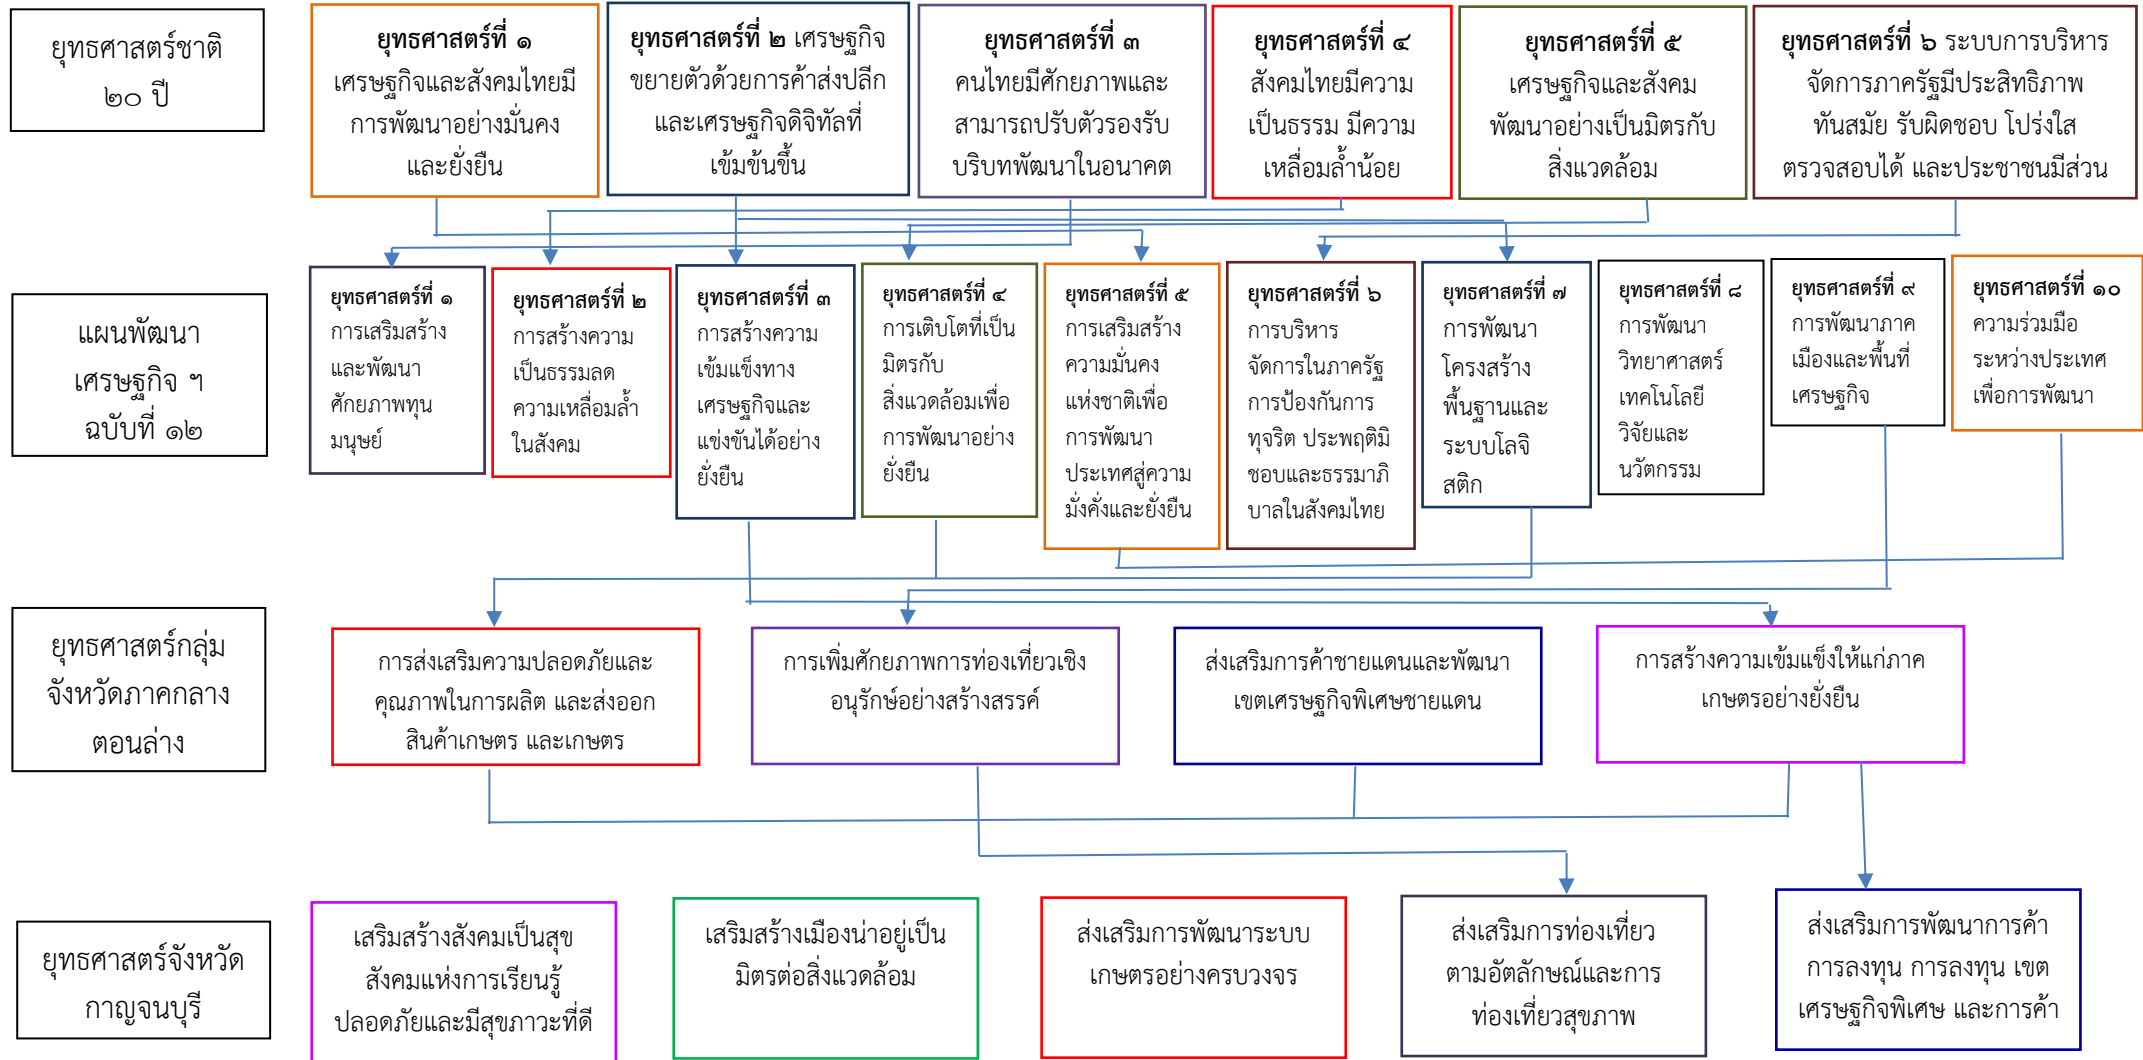 ยุทธศาสตร์ชาติ
๒๐ ปี
ยุทธศาสตร์ที่ ๑
เศรษฐกิจและสังคมไทยมี
การพัฒนาอย่างมั่นคง
และยั่งยืน
ยุทธศาสตร์ที่ ๒ เศรษฐกิจ
ขยายตัวด้วยการค้าส่งปลีก
และเศรษฐกิจดิจิทัลที่
เข้มข้นขึ้น
ยุทธศาสตร์ที่ ๓
คนไทยมีศักยภาพและ
สามารถปรับตัวรองรับ
บริบทพัฒนาในอนาคต
ยุทธศาสตร์ที่ ๔
สังคมไทยมีความ
เป็นธรรม มีความ
เหลื่อมล้ำน้อย
ยุทธศาสตร์ที่ ๕
เศรษฐกิจและสังคม
พัฒนาอย่างเป็นมิตรกับ
สิ่งแวดล้อม
ยุทธศาสตร์ที่ ๖ ระบบการบริหาร
จัดการภาครัฐมีประสิทธิภาพ
ทันสมัย รับผิดชอบ โปร่งใส
ตรวจสอบได้ และประชาชนมีส่วน
แผนพัฒนา
เศรษฐกิจ ฯ
ฉบับที่ ๑๒
ยุทธศาสตร์ที่ ๑
การเสริมสร้าง
และพัฒนา
ศักยภาพทุน
มนุษย์
ยุทธศาสตร์ที่ ๒
การสร้างความ
เป็นธรรมลด
ความเหลื่อมล้ำ
ในสังคม
ยุทธศาสตร์ที่ ๓
การสร้างความ
เข้มแข็งทาง
เศรษฐกิจและ
แข่งขันได้อย่าง
ยั่งยืน
ยุทธศาสตร์ที่ ๔
การเติบโตที่เป็น
มิตรกับ
สิ่งแวดล้อมเพื่อ
การพัฒนาอย่าง
ยั่งยืน
ยุทธศาสตร์ที่ ๕
การเสริมสร้าง
ความมั่นคง
แห่งชาติเพื่อ
การพัฒนา
ประเทศสู่ความ
มั่งคั่งและยั่งยืน
ยุทธศาสตร์ที่ ๖
การบริหาร
จัดการในภาครัฐ
การป้องกันการ
ทุจริต ประพฤติมิ
ชอบและธรรมาภิ
บาลในสังคมไทย
ยุทธศาสตร์ที่ ๗
การพัฒนา
โครงสร้าง
พื้นฐานและ
ระบบโลจิ
สติก
ยุทธศาสตร์ที่ ๘
การพัฒนา
วิทยาศาสตร์
เทคโนโลยี
วิจัยและ
นวัตกรรม
ยุทธศาสตร์ที่ ๙
การพัฒนาภาค
เมืองและพื้นที่
เศรษฐกิจ
ยุทธศาสตร์ที่ ๑๐
ความร่วมมือ
ระหว่างประเทศ
เพื่อการพัฒนา
ยุทธศาสตร์กลุ่ม
จังหวัดภาคกลาง
ตอนล่าง
การส่งเสริมความปลอดภัยและ
คุณภาพในการผลิต และส่งออก
สินค้าเกษตร และเกษตร
การเพิ่มศักยภาพการท่องเที่ยวเชิง
อนุรักษ์อย่างสร้างสรรค์
ส่งเสริมการค้าชายแดนและพัฒนา
เขตเศรษฐกิจพิเศษชายแดน
การสร้างความเข้มแข็งให้แก่ภาค
เกษตรอย่างยั่งยืน
ยุทธศาสตร์จังหวัด
กาญจนบุรี
เสริมสร้างสังคมเป็นสุข
สังคมแห่งการเรียนรู้
ปลอดภัยและมีสุขภาวะที่ดี
เสริมสร้างเมืองน่าอยู่เป็น
มิตรต่อสิ่งแวดล้อม
ส่งเสริมการพัฒนาระบบ
เกษตรอย่างครบวงจร
ส่งเสริมการท่องเที่ยว
ตามอัตลักษณ์และการ
ท่องเที่ยวสุขภาพ
ส่งเสริมการพัฒนาการค้า
การลงทุน การลงทุน เขต
เศรษฐกิจพิเศษ และการค้า